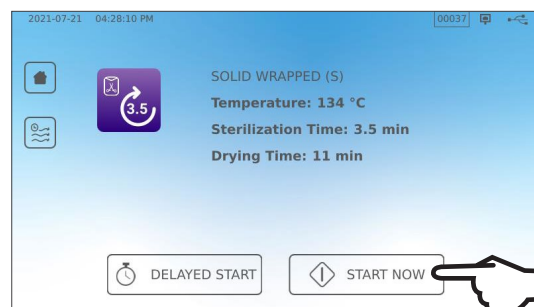 2021-07-21 04:28:10 PM 00037
SOLID WRAPPED (S)
3.5
Temperature: 134 °C
Sterilization Time: 3.5 min
Drying Time: 11 min
DELAYED START START NOW